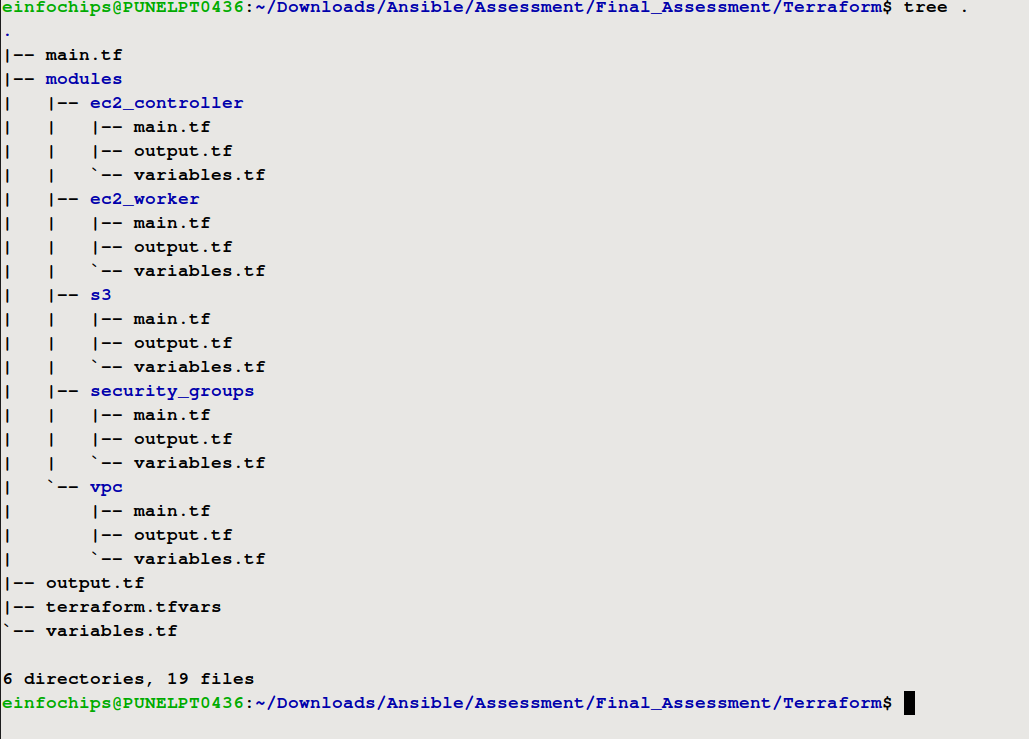 einfochips@PUNELPT0436:~/Downloads/Ansible/Assessment/Final_Assessment/Terraform$ tree .
.
|-- main.tf
|-- modules
|   |-- ec2_controller
|   |   |-- main.tf
|   |   |-- output.tf
|   |   `-- variables.tf
|   |-- ec2_worker
|   |   |-- main.tf
|   |   |-- output.tf
|   |   `-- variables.tf
|   |-- s3
|   |   |-- main.tf
|   |   |-- output.tf
|   |   `-- variables.tf
|   |-- security_groups
|   |   |-- main.tf
|   |   |-- output.tf
|   |   `-- variables.tf
|   `-- vpc
|       |-- main.tf
|       |-- output.tf
|       `-- variables.tf
|-- output.tf
|-- terraform.tfvars
`-- variables.tf

6 directories, 19 files
einfochips@PUNELPT0436:~/Downloads/Ansible/Assessment/Final_Assessment/Terraform$